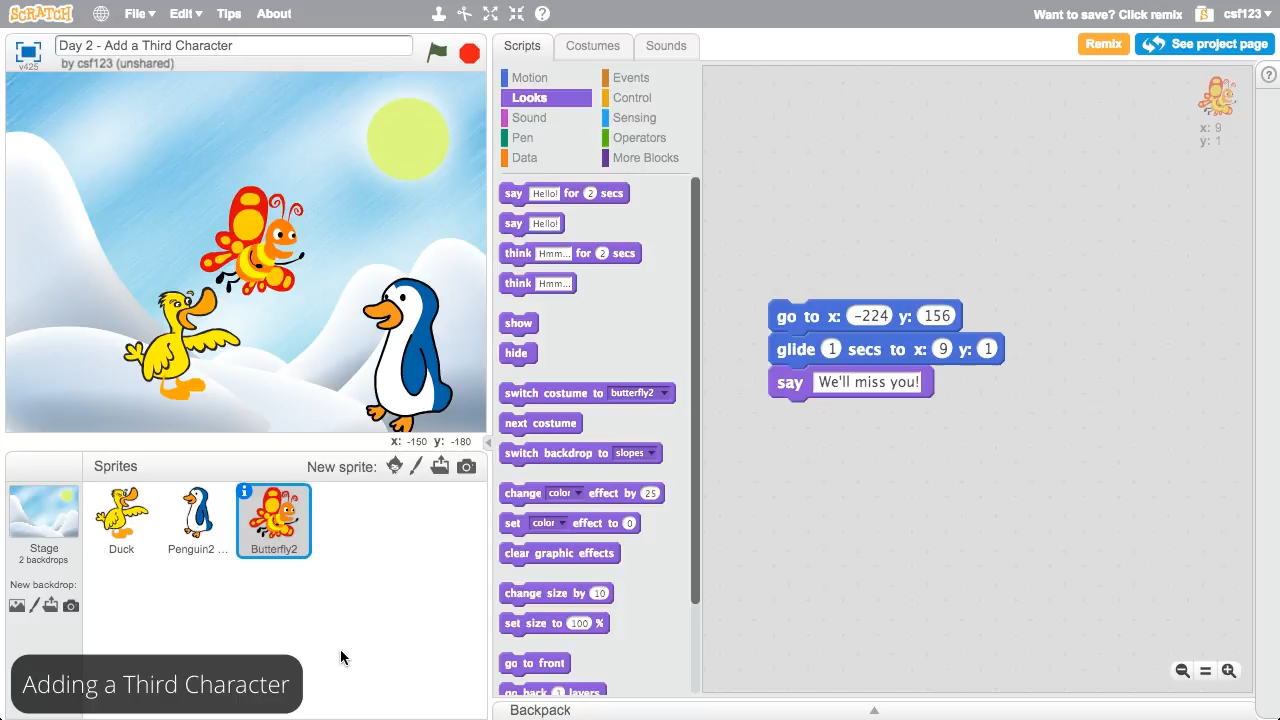 SCRATCH File Edit Tips About Want to save? Click remix csf123
v425 Day 2 - Add a Third Character
by csf123 (unshared)
Scripts Costumes Sounds Remix See project page
Motion Events
Looks Control
Sound Sensing
Pen Operators
Data More Blocks
say Hello! for 2 secs
say Hello!
think Hmm... for 2 secs
think Hmm...
show
hide
switch costume to butterfly2
next costume
switch backdrop to slopes
change color effect by 25
set color effect to 0
clear graphic effects
change size by 10
set size to 100 %
go to front
go back 1 layers
x: 9
y: 1
go to x: -224 y: 156
glide 1 secs to x: 9 y: 1
say We'll miss you!
x: -150 y: -180
Sprites New sprite:
Stage
2 backdrops
New backdrop:
Duck
Penguin2 ...
Butterfly2
Adding a Third Character
Backpack